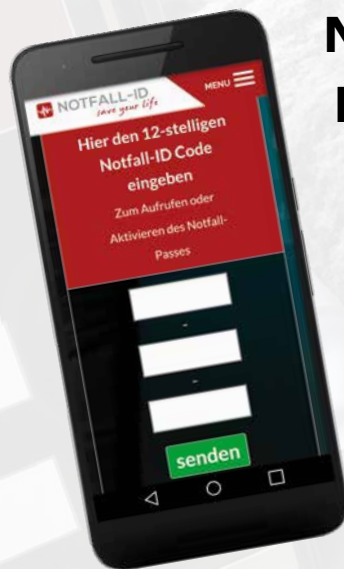 NOTFALL-ID
save your life
MENU
Hier den 12-stelligen
Notfall-ID Code
eingeben
Zum Aufrufen oder
Aktivieren des Notfall-
Passes
-
-
senden